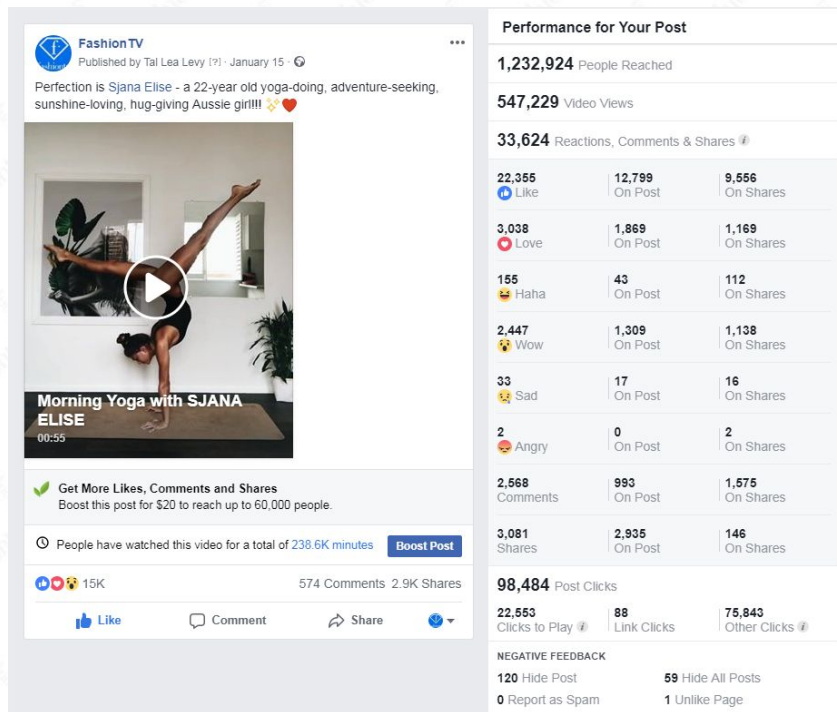 FashionTV
Published by Tal Lea Levy [?] · January 15 ·
Perfection is Sjana Elise - a 22-year old yoga-doing, adventure-seeking,
sunshine-loving, hug-giving Aussie girl!!! ✨❤
Morning Yoga with SJANA
ELISE
00:55
Get More Likes, Comments and Shares
Boost this post for $20 to reach up to 60,000 people.
People have watched this video for a total of 238.6K minutes
Boost Post
15K
574 Comments 2.9K Shares
Like Comment Share
Performance for Your Post
1,232,924 People Reached
547,229 Video Views
33,624 Reactions, Comments & Shares
22,355 12,799 9,556
Like On Post On Shares
3,038 1,869 1,169
Love On Post On Shares
155 43 112
Haha On Post On Shares
2,447 1,309 1,138
Wow On Post On Shares
33 17 16
Sad On Post On Shares
2 0 2
Angry On Post On Shares
2,568 993 1,575
Comments On Post On Shares
3,081 2,935 146
Shares On Post On Shares
98,484 Post Clicks
22,553 88 75,843
Clicks to Play Link Clicks Other Clicks
NEGATIVE FEEDBACK
120 Hide Post 59 Hide All Posts
0 Report as Spam 1 Unlike Page